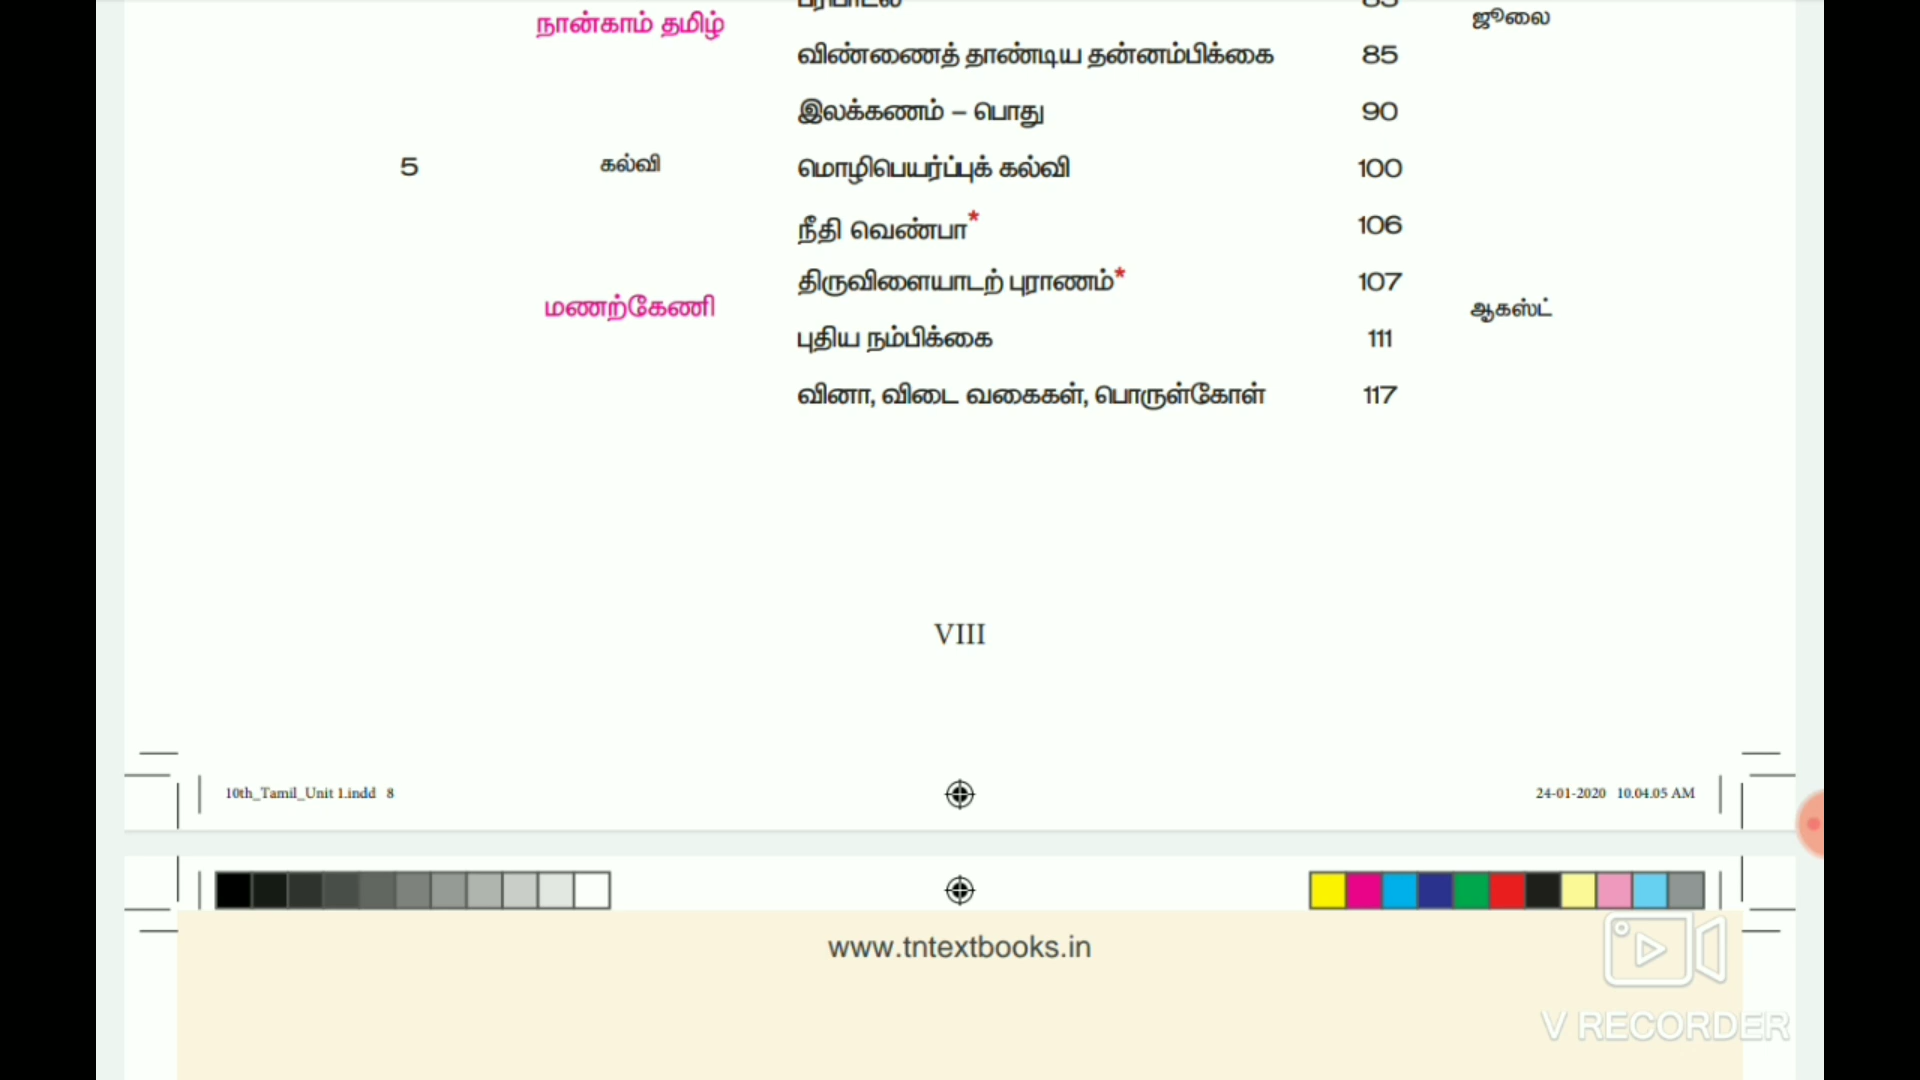 நான்காம் தமிழ்
ஜூலை
விண்ணைத் தாண்டிய தன்னம்பிக்கை 85
இலக்கணம் – பொது 90
5 கல்வி மொழிபெயர்ப்புக் கல்வி 100
நீதி வெண்பா* 106
திருவிளையாடற் புராணம்* 107
மணற்கேணி ஆகஸ்ட்
புதிய நம்பிக்கை 111
வினா, விடை வகைகள், பொருள்கோள் 117
VIII
10th_Tamil_Unit 1.indd 8 24-01-2020 10.04.05 AM
www.tntextbooks.in
V RECORDER